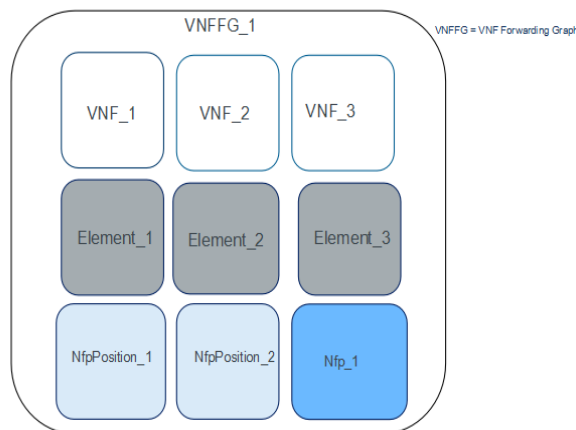 VNFFG_1
VNFFG = VNF Forwarding Graph
VNF_1
VNF_2
VNF_3
Element_1
Element_2
Element_3
NfpPosition_1
NfpPosition_2
Nfp_1